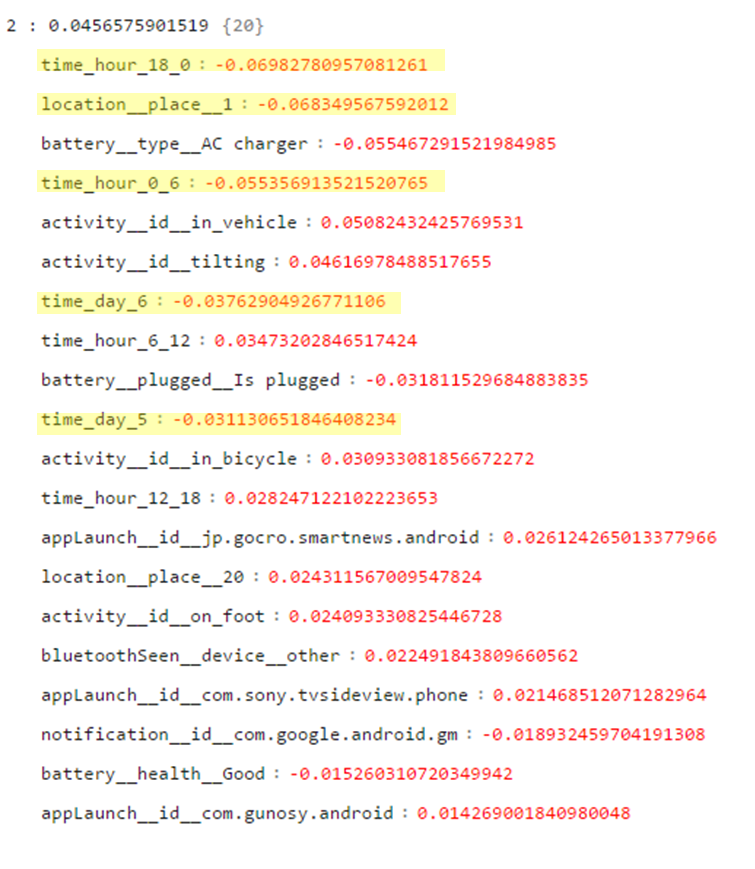 2 : 0.0456575901519 {20}
time_hour_18_0 : -0.06982780957081261
location__place__1 : -0.068349567592012
battery__type__AC charger : -0.055467291521984985
time_hour_0_6 : -0.055356913521520765
activity__id__in_vehicle : 0.05082432425769531
activity__id__tilting : 0.04616978488517655
time_day_6 : -0.03762904926771106
time_hour_6_12 : 0.03473202846517424
battery__plugged__Is plugged : -0.031811529684883835
time_day_5 : -0.031130651846408234
activity__id__in_bicycle : 0.030933081856672272
time_hour_12_18 : 0.028247122102223653
appLaunch__id__jp.gocro.smartnews.android : 0.026124265013377966
location__place__20 : 0.024311567009547824
activity__id__on_foot : 0.024093330825446728
bluetoothSeen__device__other : 0.022491843809660562
appLaunch__id__com.sony.tvsideview.phone : 0.021468512071282964
notification__id__com.google.android.gm : -0.018932459704191308
battery__health__Good : -0.015260310720349942
appLaunch__id__com.gunosy.android : 0.014269001840980048